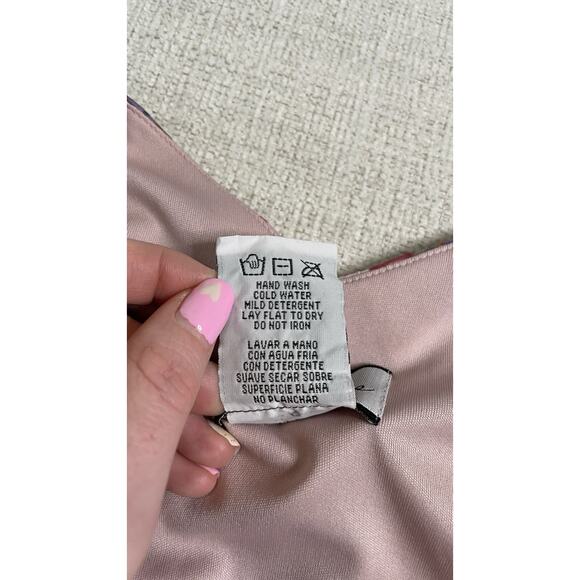 HAND WASH
COLD WATER
MILD DETERGENT
LAY FLAT TO DRY
DO NOT IRON
LAVAR A MANO
CON AGUA FRIA
CON DETERGENTE
SUAVE SECAR SOBRE
SUPERFICIE PLANA
NO PLANCHAR